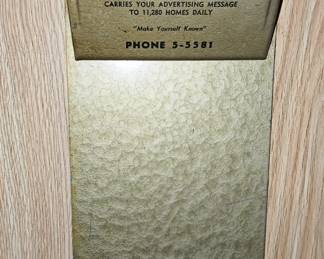 CARRIES YOUR ADVERTISING MESSAGE
TO 11,280 HOMES DAILY
"Make Yourself Known"
PHONE 5-5581